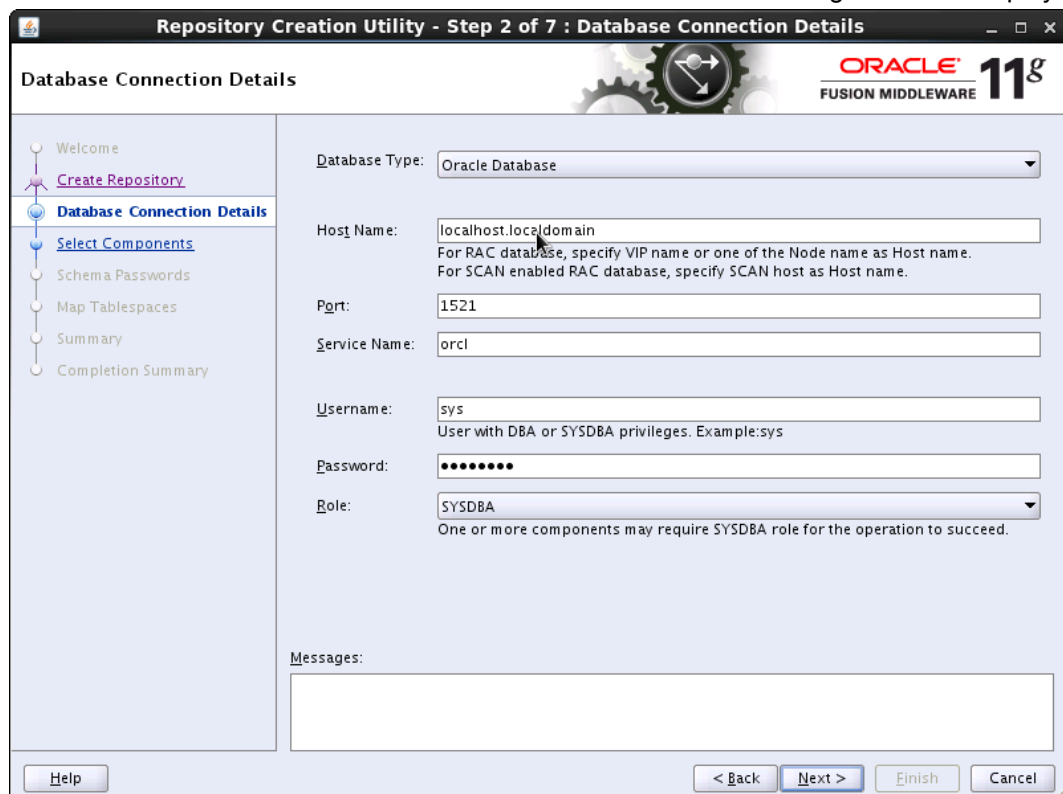 Repository Creation Utility - Step 2 of 7 : Database Connection Details
Database Connection Details
ORACLE
FUSION MIDDLEWARE
11g
Welcome
Create Repository
Database Connection Details
Select Components
Schema Passwords
Map Tablespaces
Summary
Completion Summary
Database Type: Oracle Database
Host Name: localhost.localdomain
For RAC database, specify VIP name or one of the Node name as Host name.
For SCAN enabled RAC database, specify SCAN host as Host name.
Port: 1521
Service Name: orcl
Username: sys
User with DBA or SYSDBA privileges. Example:sys
Password: ●●●●●●●●
Role: SYSDBA
One or more components may require SYSDBA role for the operation to succeed.
Messages:
Help < Back Next > Finish Cancel